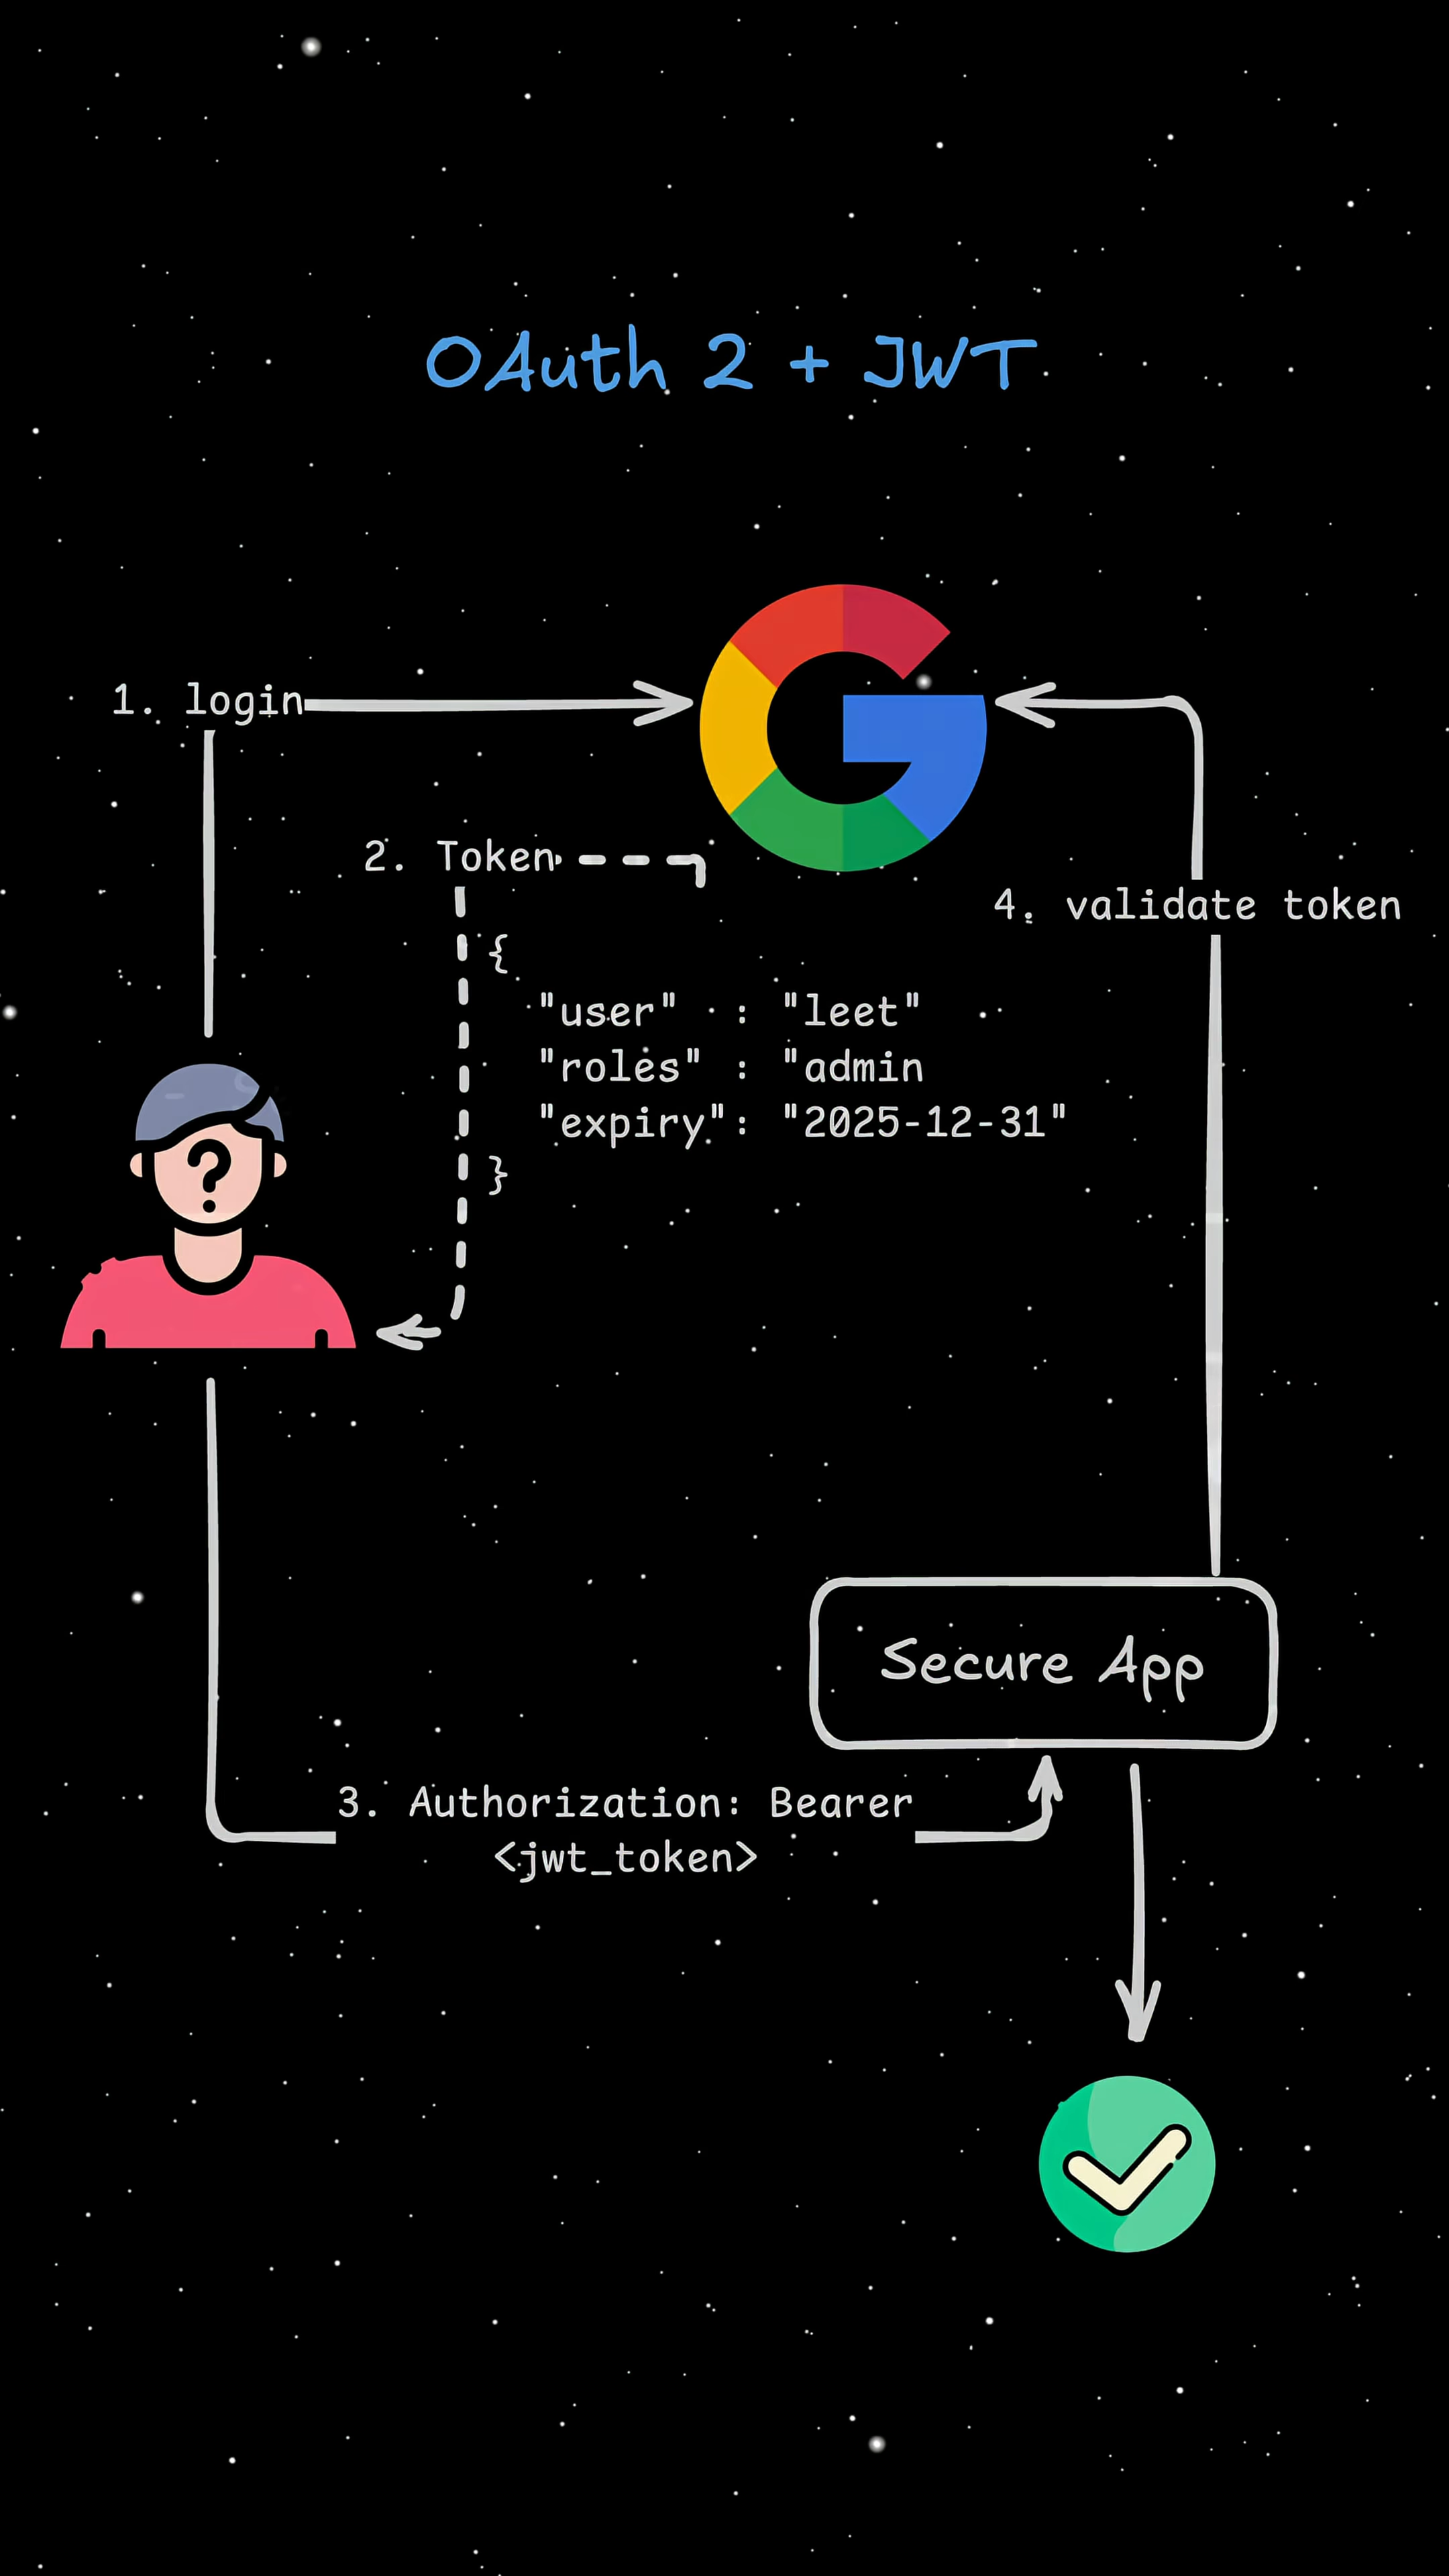 OAuth 2 + JWT
1. login
2. Token
{
"user" : "leet"
"roles" : "admin
"expiry": "2025-12-31"
}
4. validate token
Secure App
3. Authorization: Bearer
<jwt_token>